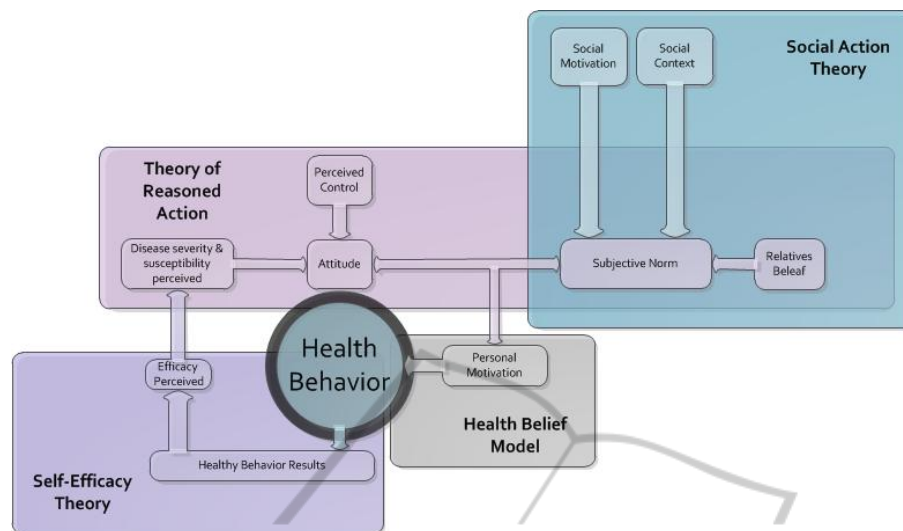 Social
Motivation
Social
Context
Social Action
Theory
Theory of
Reasoned
Action
Perceived
Control
Disease severity &
susceptibility
perceived
Attitude
Subjective Norm
Relatives
Beleaf
Health
Behavior
Efficacy
Perceived
Personal
Motivation
Health Belief
Model
Healthy Behavior Results
Self-Efficacy
Theory